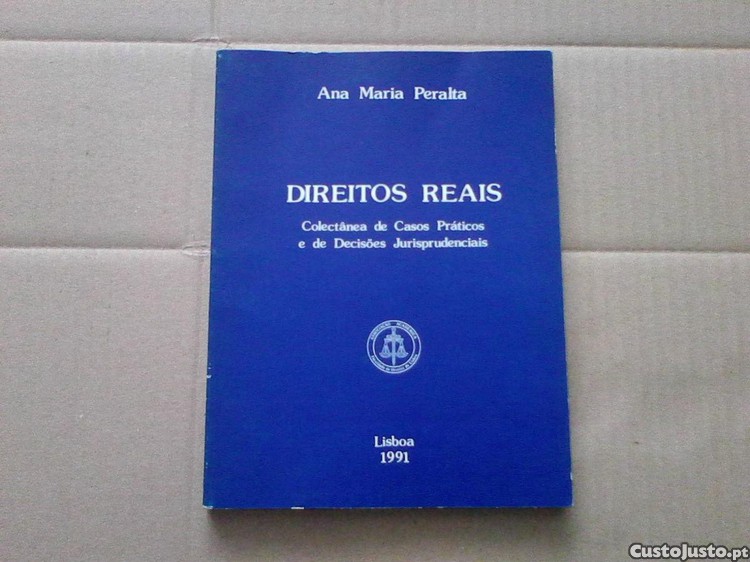 Ana Maria Peralta
DIREITOS REAIS
Colectânea de Casos Práticos
e de Decisões Jurisprudenciais
Lisboa
1991
CustoJusto.pt